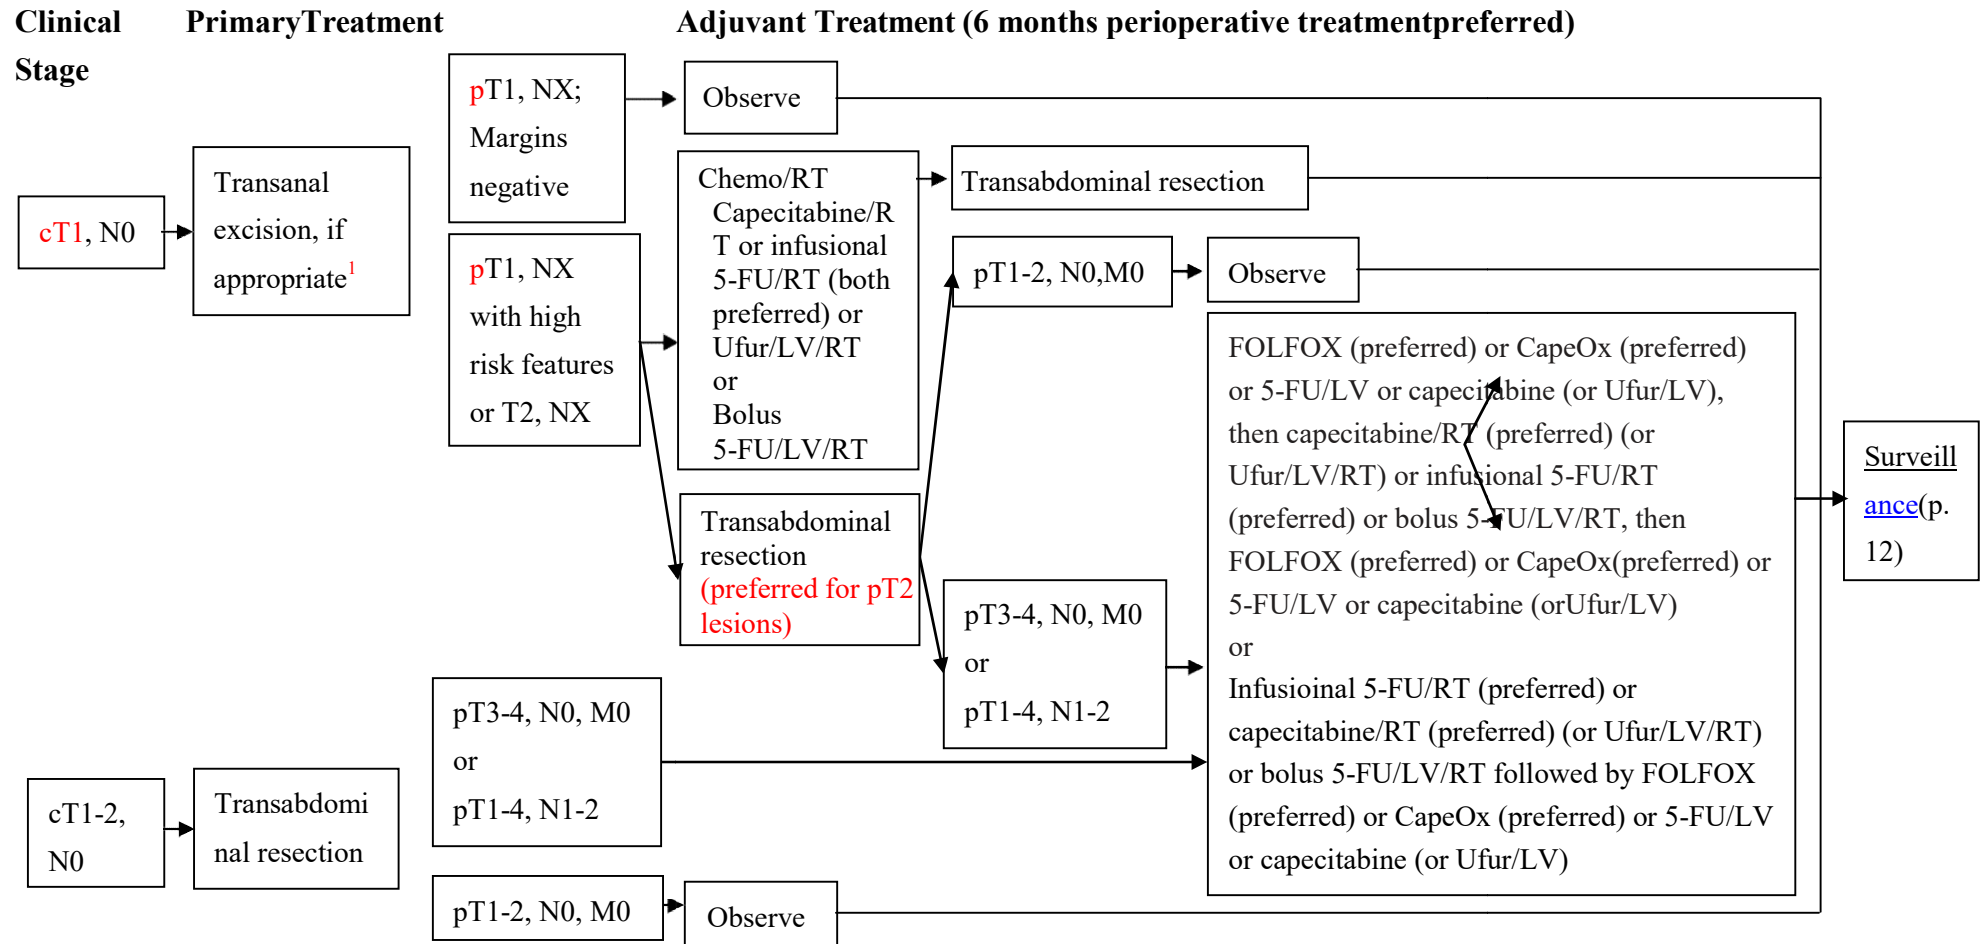 Clinical
Stage
PrimaryTreatment
Adjuvant Treatment (6 months perioperative treatmentpreferred)
cT1, N0
Transanal
excision, if
appropriate1
pT1, NX;
Margins
negative
Observe
pT1, NX
with high
risk features
or T2, NX
Chemo/RT
Capecitabine/R
T or infusional
5-FU/RT (both
preferred) or
Ufur/LV/RT
or
Bolus
5-FU/LV/RT
Transabdominal resection
Transabdominal
resection
(preferred for pT2
lesions)
pT1-2, N0,M0
Observe
pT3-4, N0, M0
or
pT1-4, N1-2
FOLFOX (preferred) or CapeOx (preferred)
or 5-FU/LV or capecitabine (or Ufur/LV),
then capecitabine/RT (preferred) (or
Ufur/LV/RT) or infusional 5-FU/RT
(preferred) or bolus 5-FU/LV/RT, then
FOLFOX (preferred) or CapeOx(preferred) or
5-FU/LV or capecitabine (orUfur/LV)
or
Infusioinal 5-FU/RT (preferred) or
capecitabine/RT (preferred) (or Ufur/LV/RT)
or bolus 5-FU/LV/RT followed by FOLFOX
(preferred) or CapeOx (preferred) or 5-FU/LV
or capecitabine (or Ufur/LV)
Surveill
ance(p.
12)
cT1-2,
N0
Transabdomi
nal resection
pT3-4, N0, M0
or
pT1-4, N1-2
pT1-2, N0, M0
Observe